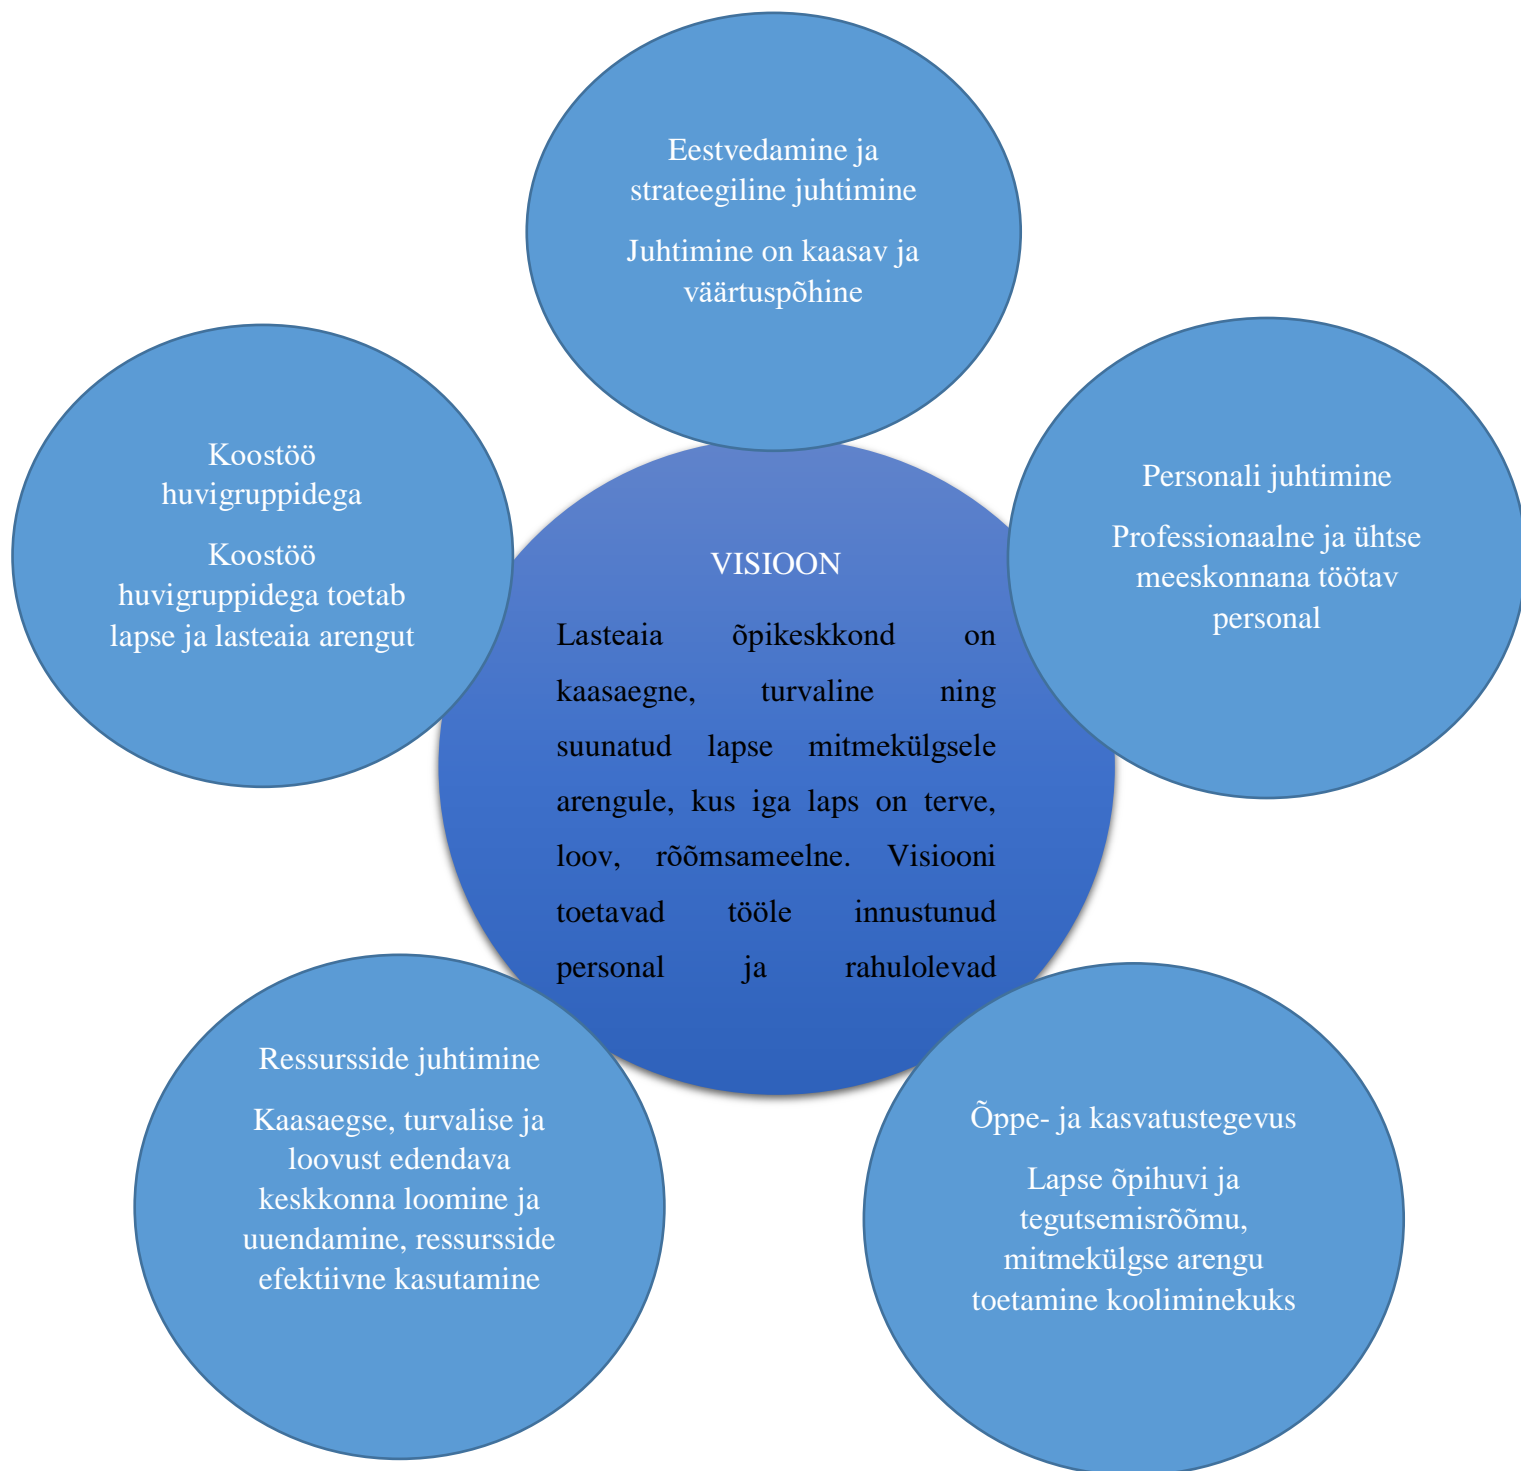 Eestvedamine ja
strateegiline juhtimine
Juhtimine on kaasav ja
väärtuspõhine
Koostöö
huvigruppidega
Koostöö
huvigruppidega toetab
lapse ja lasteaia arengut
Personali juhtimine
Professionaalne ja ühtse
meeskonnana töötav
personal
VISIOON
Lasteaia õpikeskkond on
kaasaegne, turvaline ning
suunatud lapse mitmekülgsele
arengule, kus iga laps on terve,
loov, rõõmsameelne. Visiooni
toetavad tööle innustunud
personal ja rahulolevad
Ressursside juhtimine
Kaasaegse, turvalise ja
loovust edendava
keskkonna loomine ja
uuendamine, ressursside
efektiivne kasutamine
Õppe- ja kasvatustegevus
Lapse õpihuvi ja
tegutsemisrõõmu,
mitmekülgse arengu
toetamine kooliminekuks